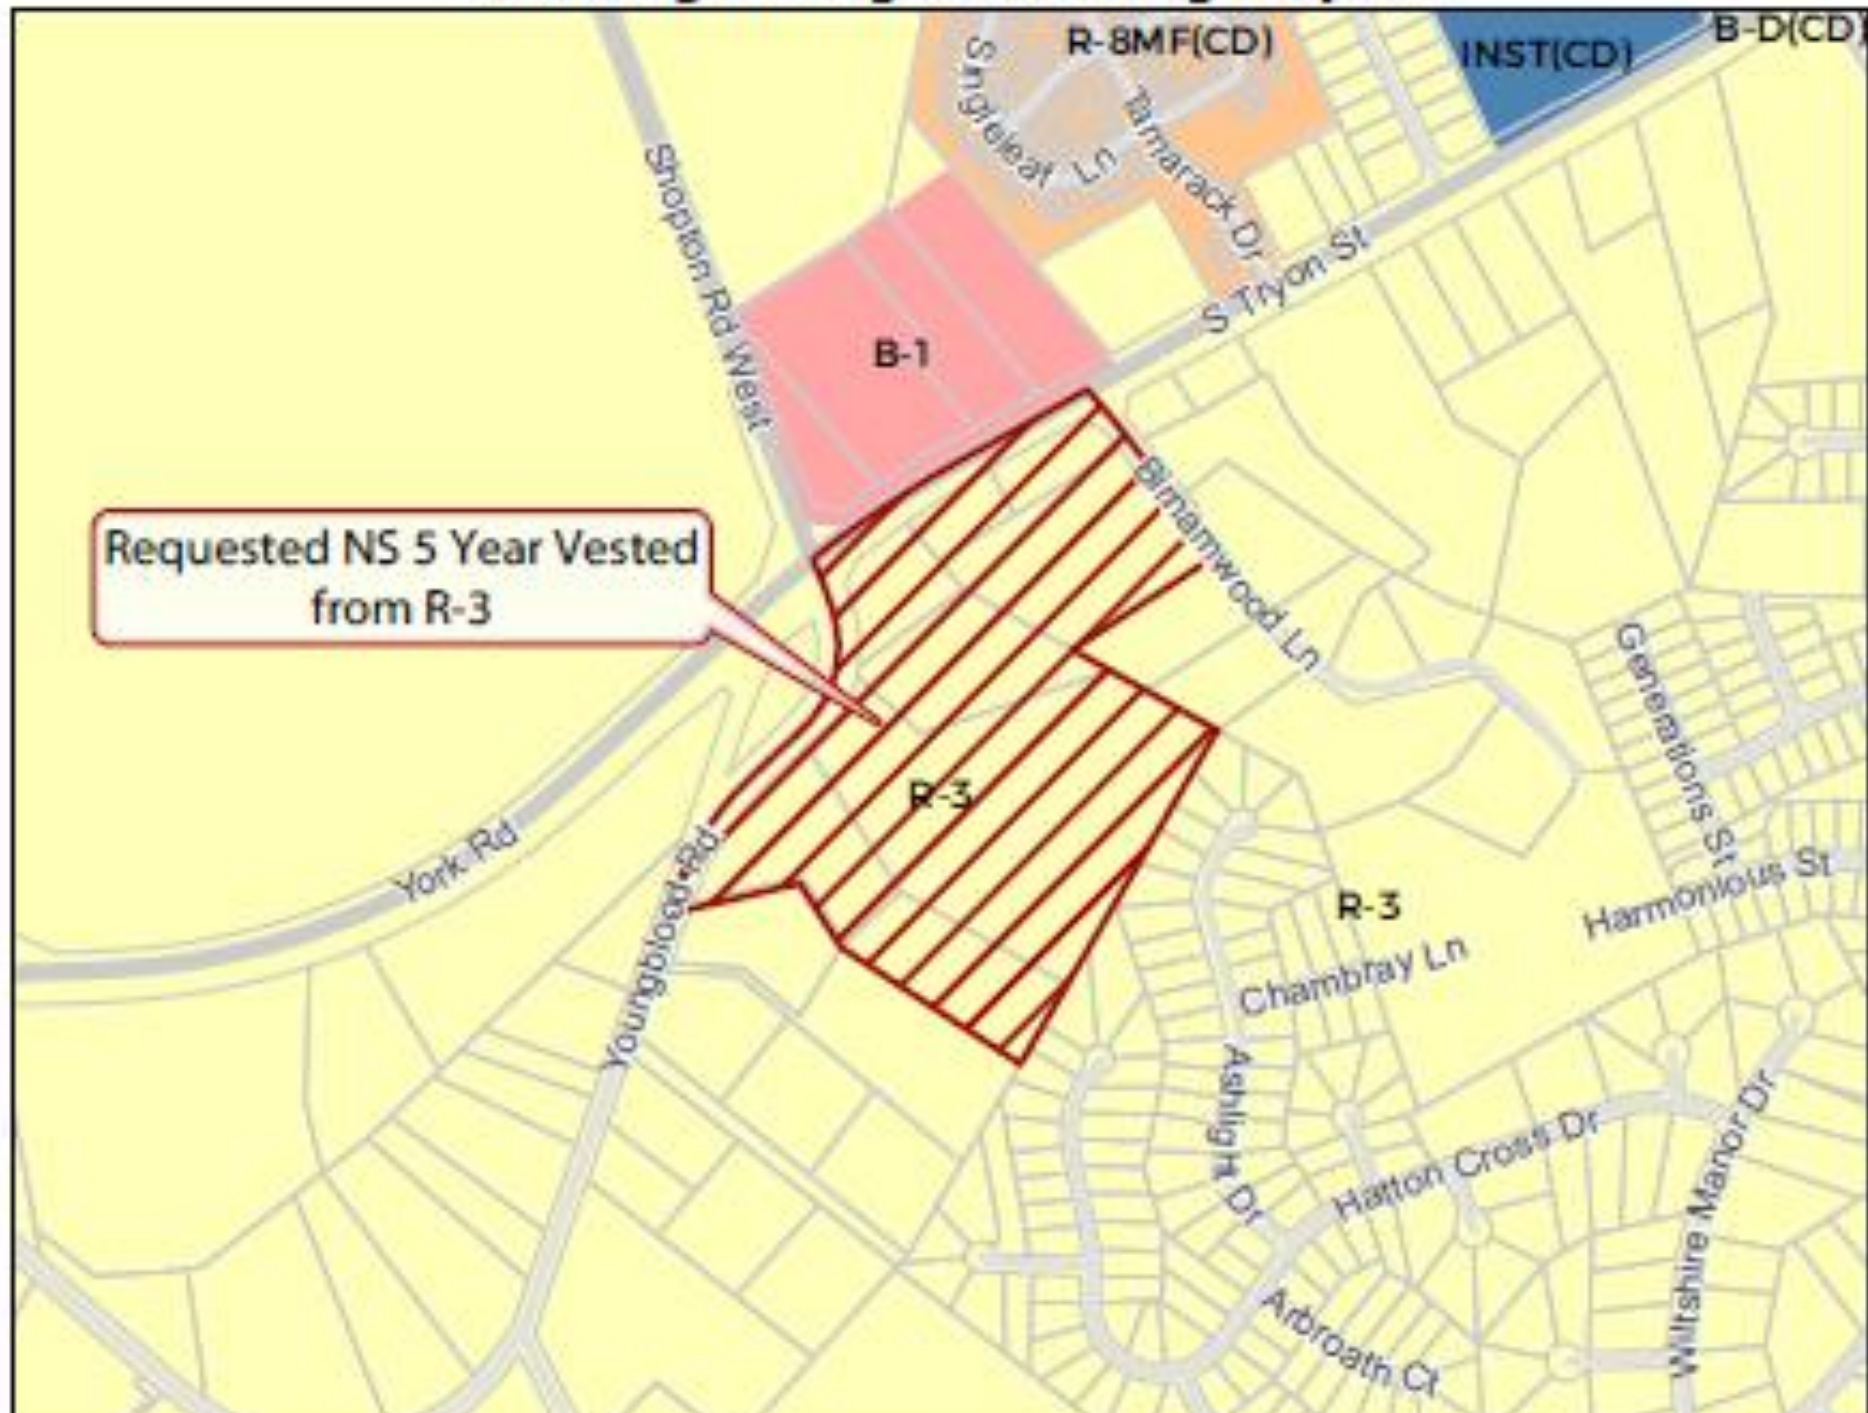 R-8MF(CD)
INST(CD)
B-D(CD)
Singleleaf Ln
Tamarack Dr
Shopton Rd West
S Tryon St
B-1
Birnamwood Ln
Requested NS 5 Year Vested
from R-3
Generations St
R-3
York Rd
Youngblood Rd
R-3
Harmonious St
Chambray Ln
Ashlight Dr
Hatton Cross Dr
Wiltshire Manor Dr
Arbroath Ct